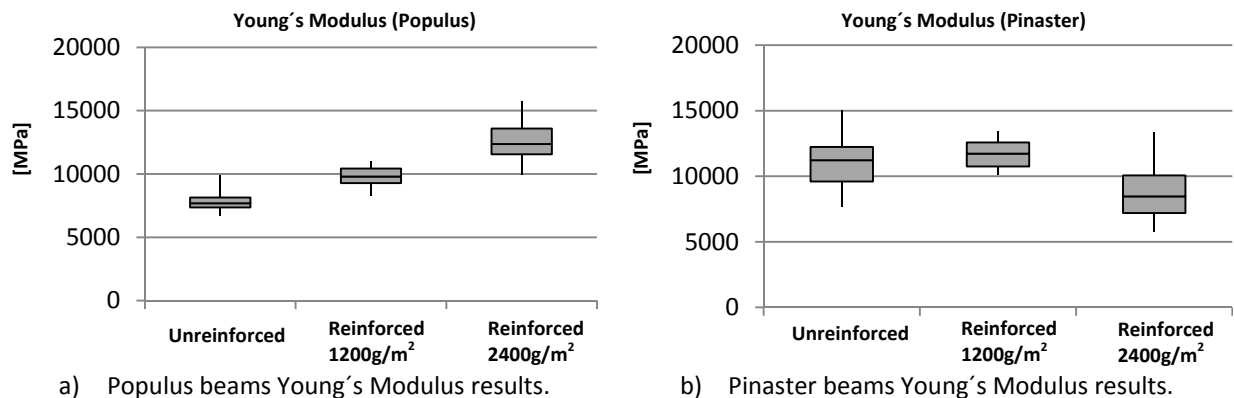 Young´s Modulus (Populus)
20000
15000
10000
5000
0
[MPa]
Unreinforced
Reinforced
1200g/m²
Reinforced
2400g/m²
a) Populus beams Young´s Modulus results.
Young´s Modulus (Pinaster)
20000
15000
10000
5000
0
[MPa]
Unreinforced
Reinforced
1200g/m²
Reinforced
2400g/m²
b) Pinaster beams Young´s Modulus results.